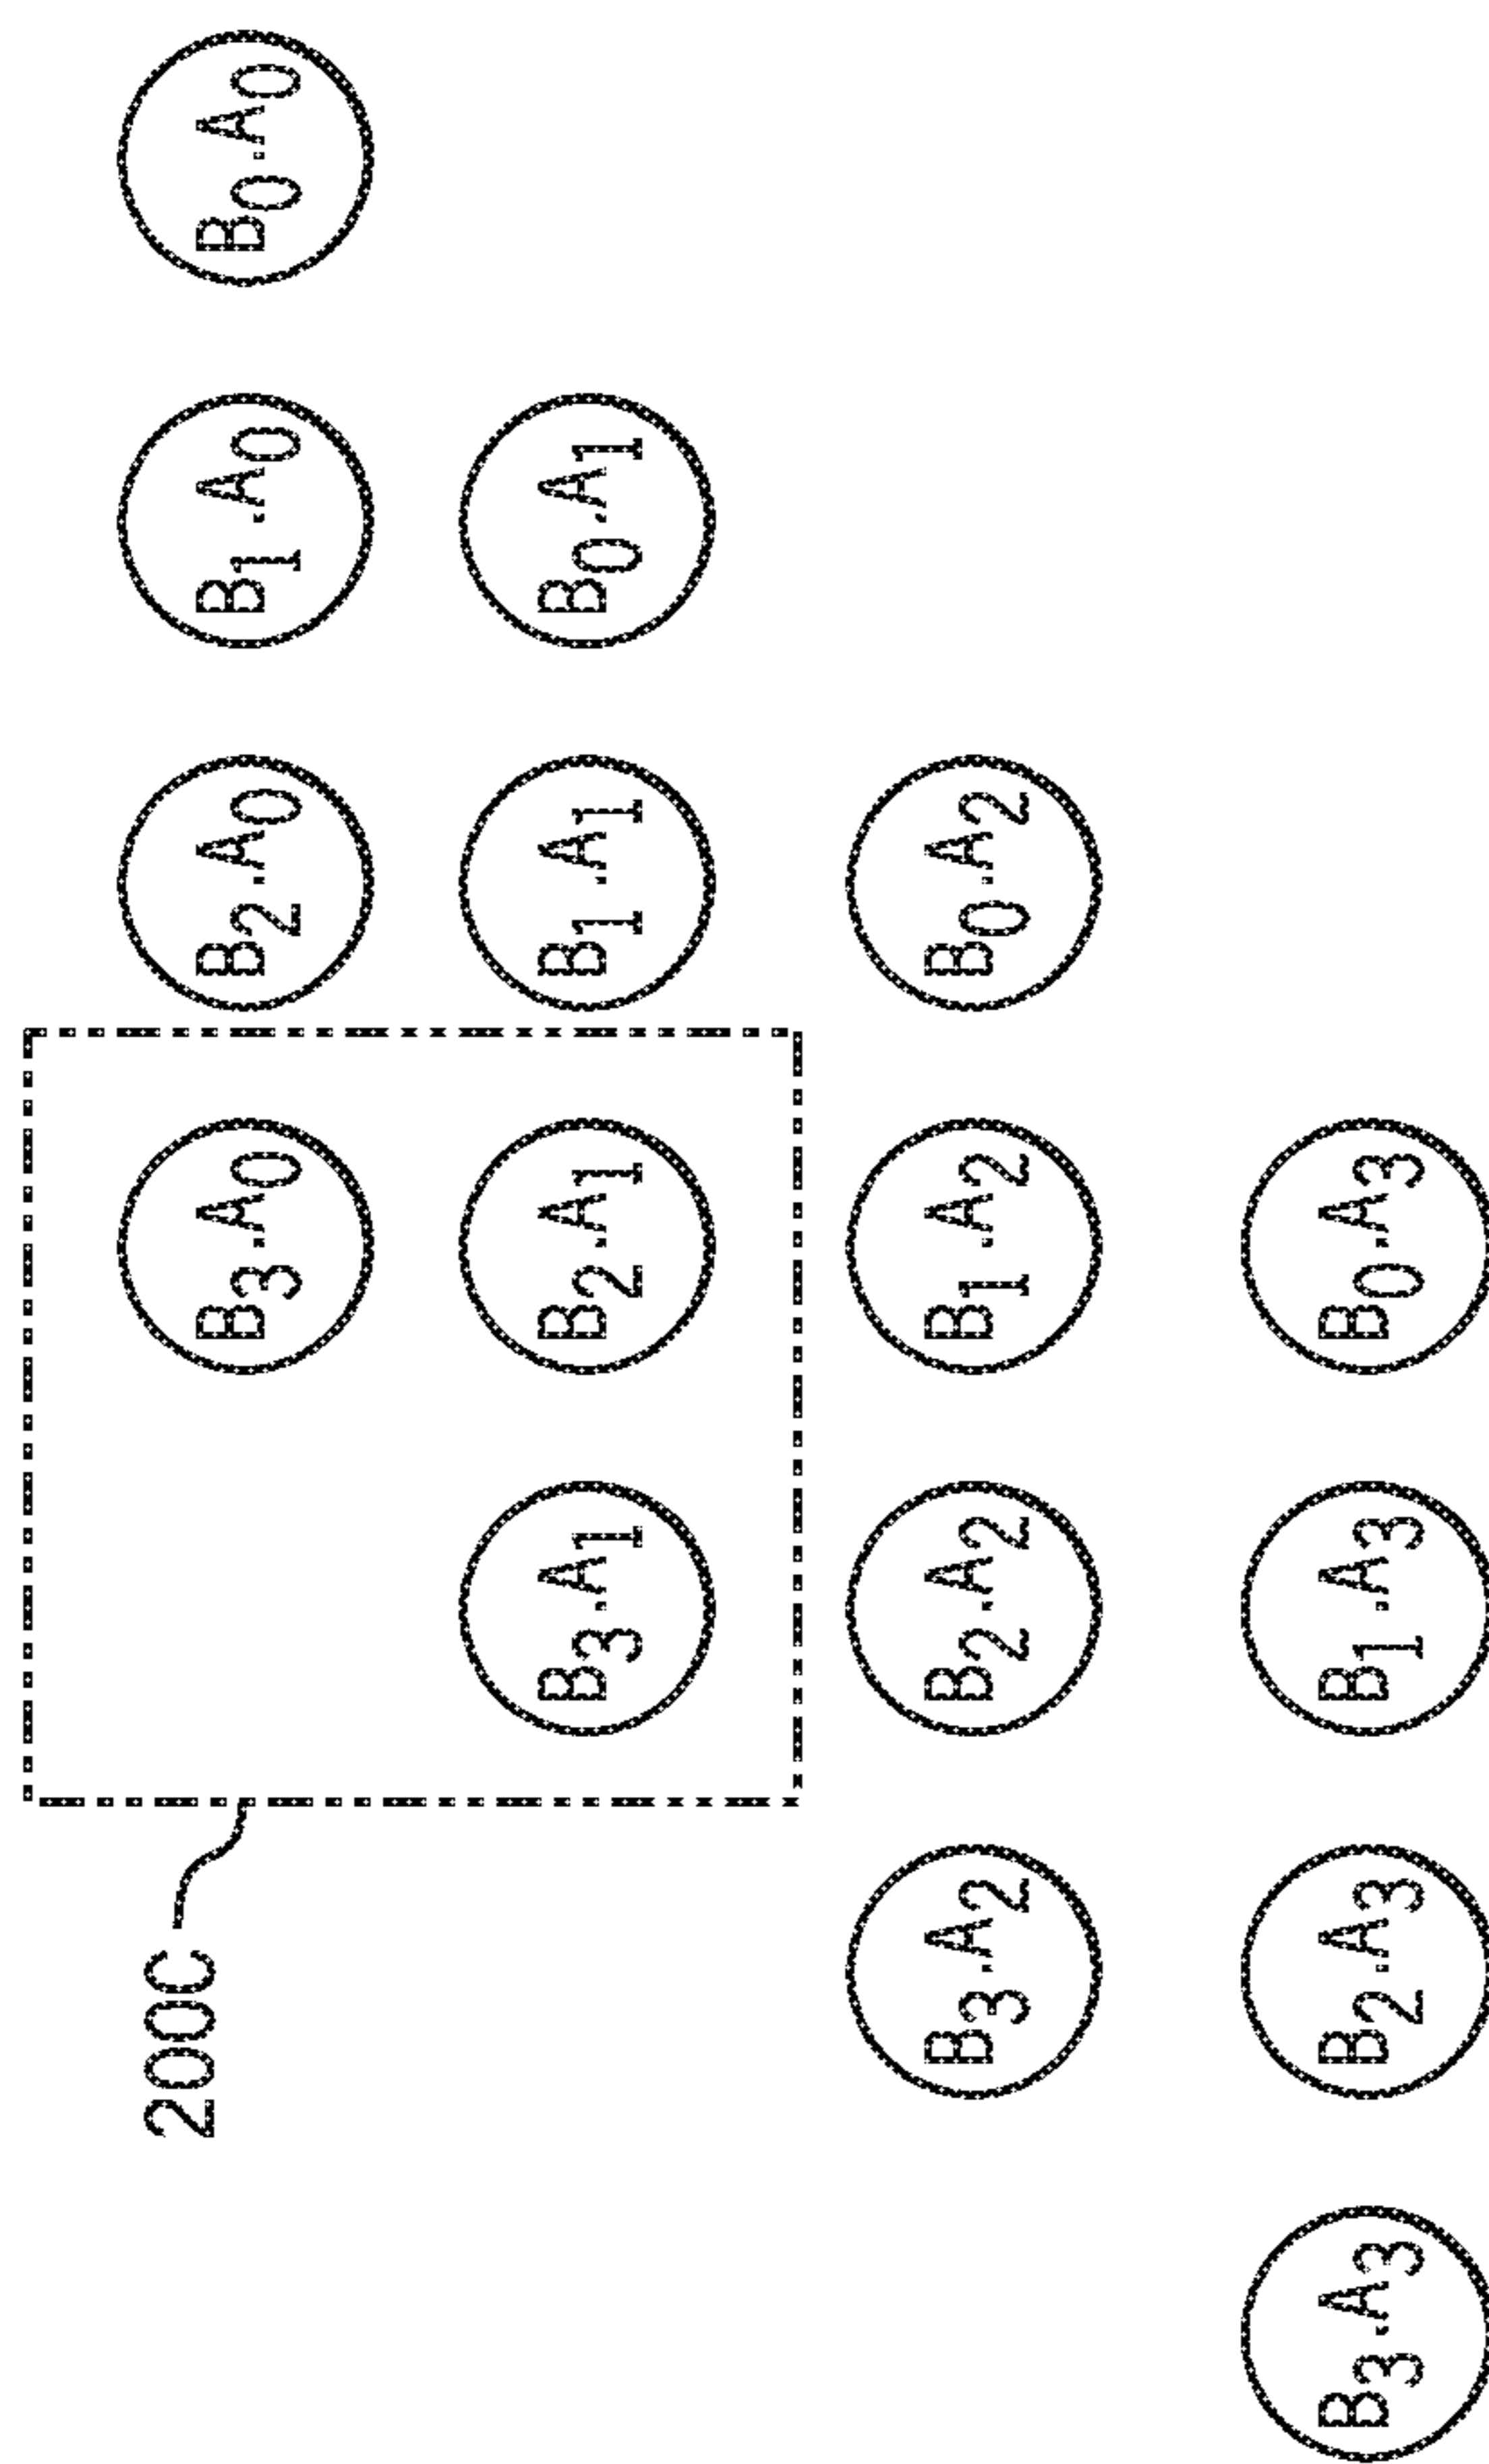 200C
B₃·A₀ B₂·A₀ B₁·A₀ B₀·A₀
B₃·A₁ B₂·A₁ B₁·A₁ B₀·A₁
B₃·A₂ B₂·A₂ B₁·A₂ B₀·A₂
B₃·A₃ B₂·A₃ B₁·A₃ B₀·A₃